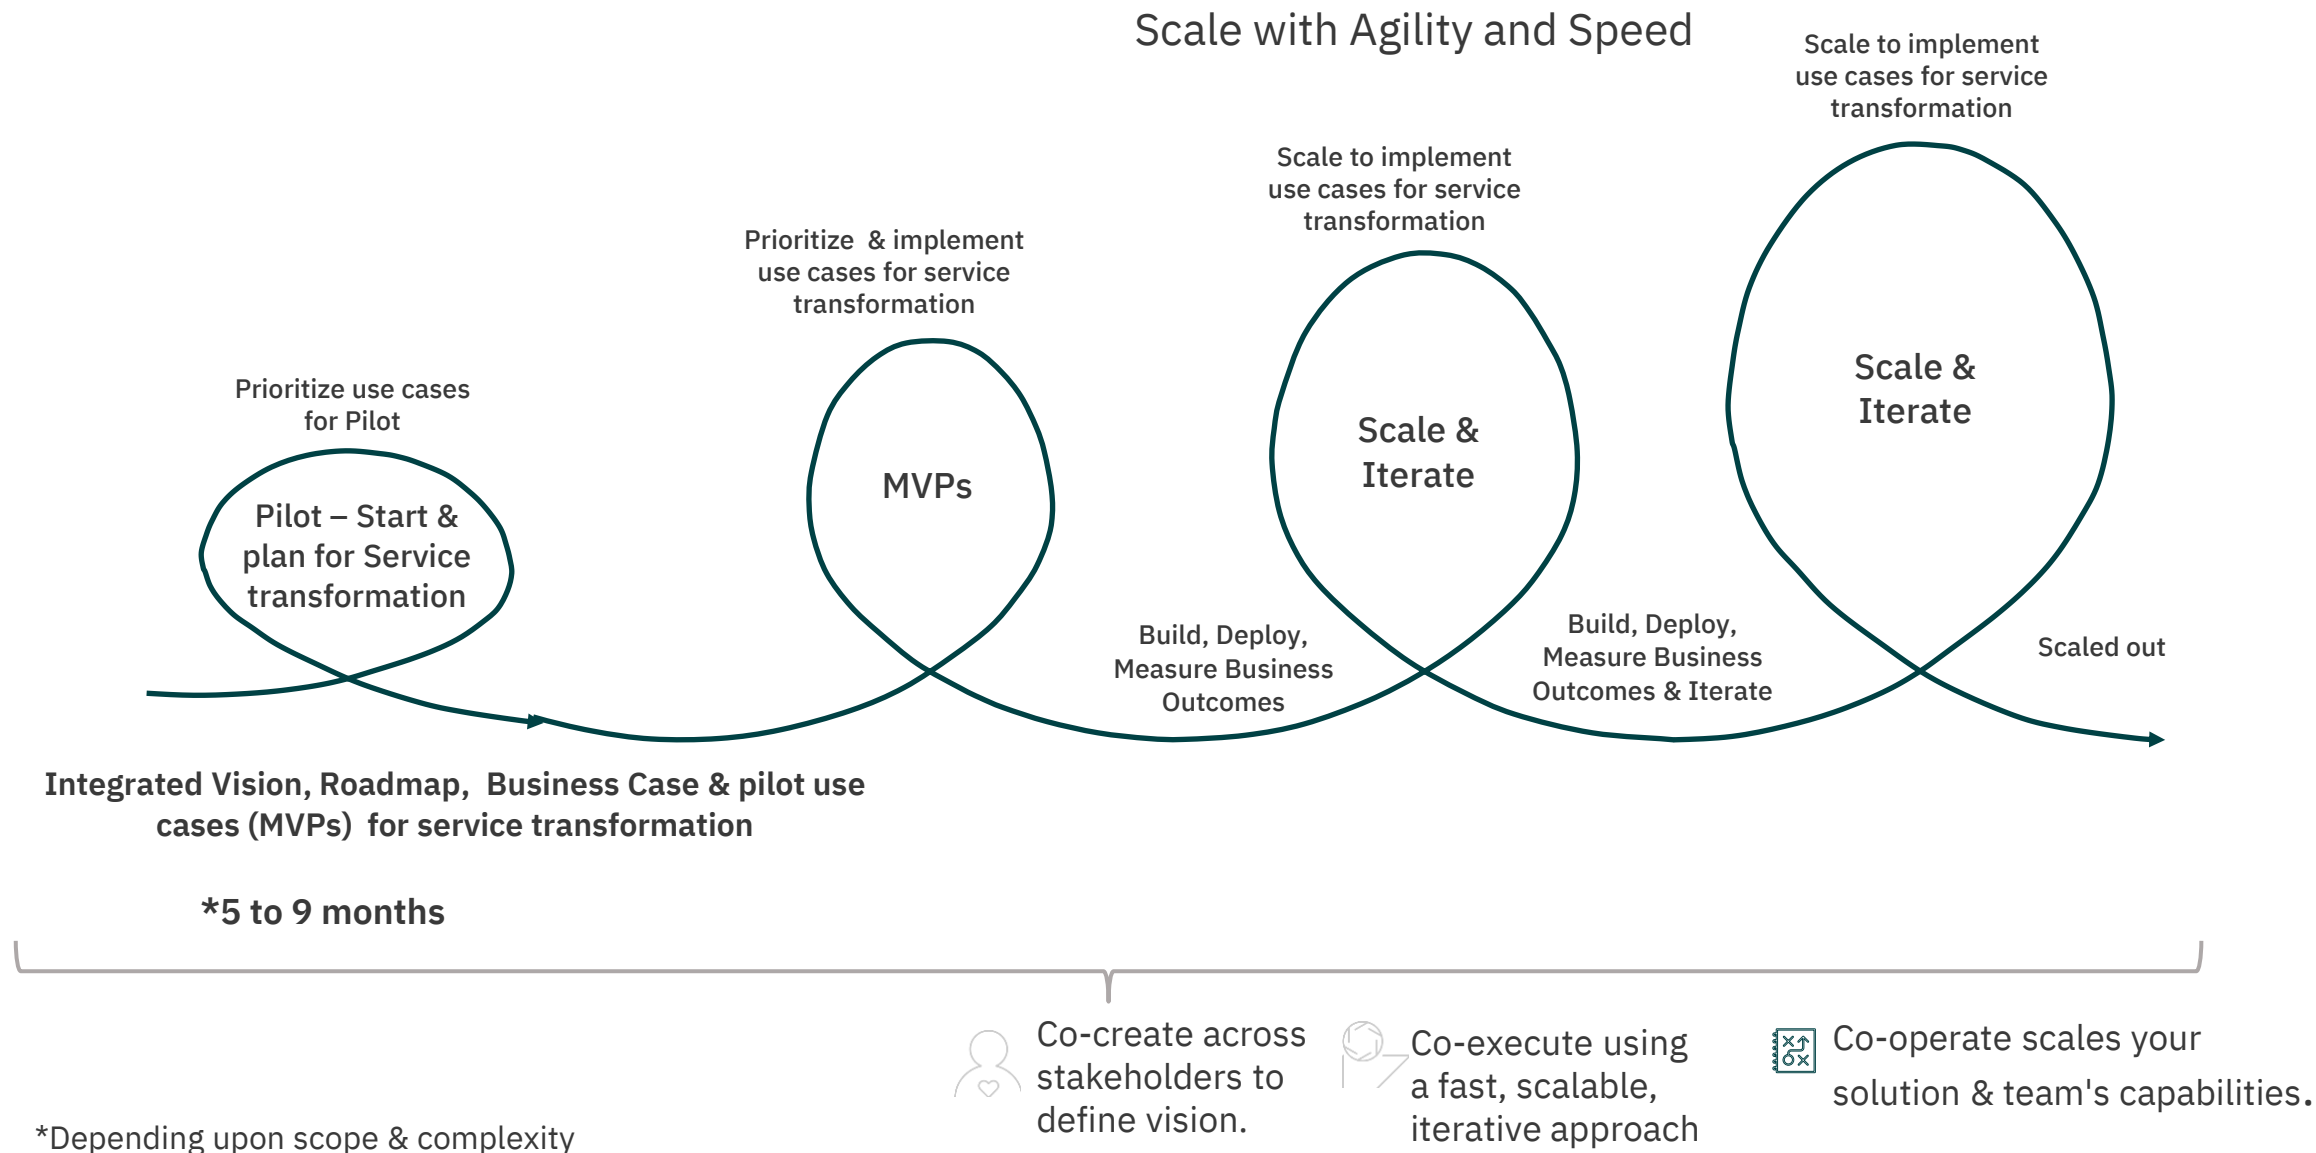 Scale with Agility and Speed
Prioritize use cases
for Pilot
Pilot – Start &
plan for Service
transformation
Prioritize & implement
use cases for service
transformation
MVPs
Scale to implement
use cases for service
transformation
Scale &
Iterate
Scale to implement
use cases for service
transformation
Scale &
Iterate
Build, Deploy,
Measure Business
Outcomes
Build, Deploy,
Measure Business
Outcomes & Iterate
Scaled out
Integrated Vision, Roadmap, Business Case & pilot use
cases (MVPs) for service transformation
*5 to 9 months
Co-create across
stakeholders to
define vision.
Co-execute using
a fast, scalable,
iterative approach
Co-operate scales your
solution & team's capabilities.
*Depending upon scope & complexity